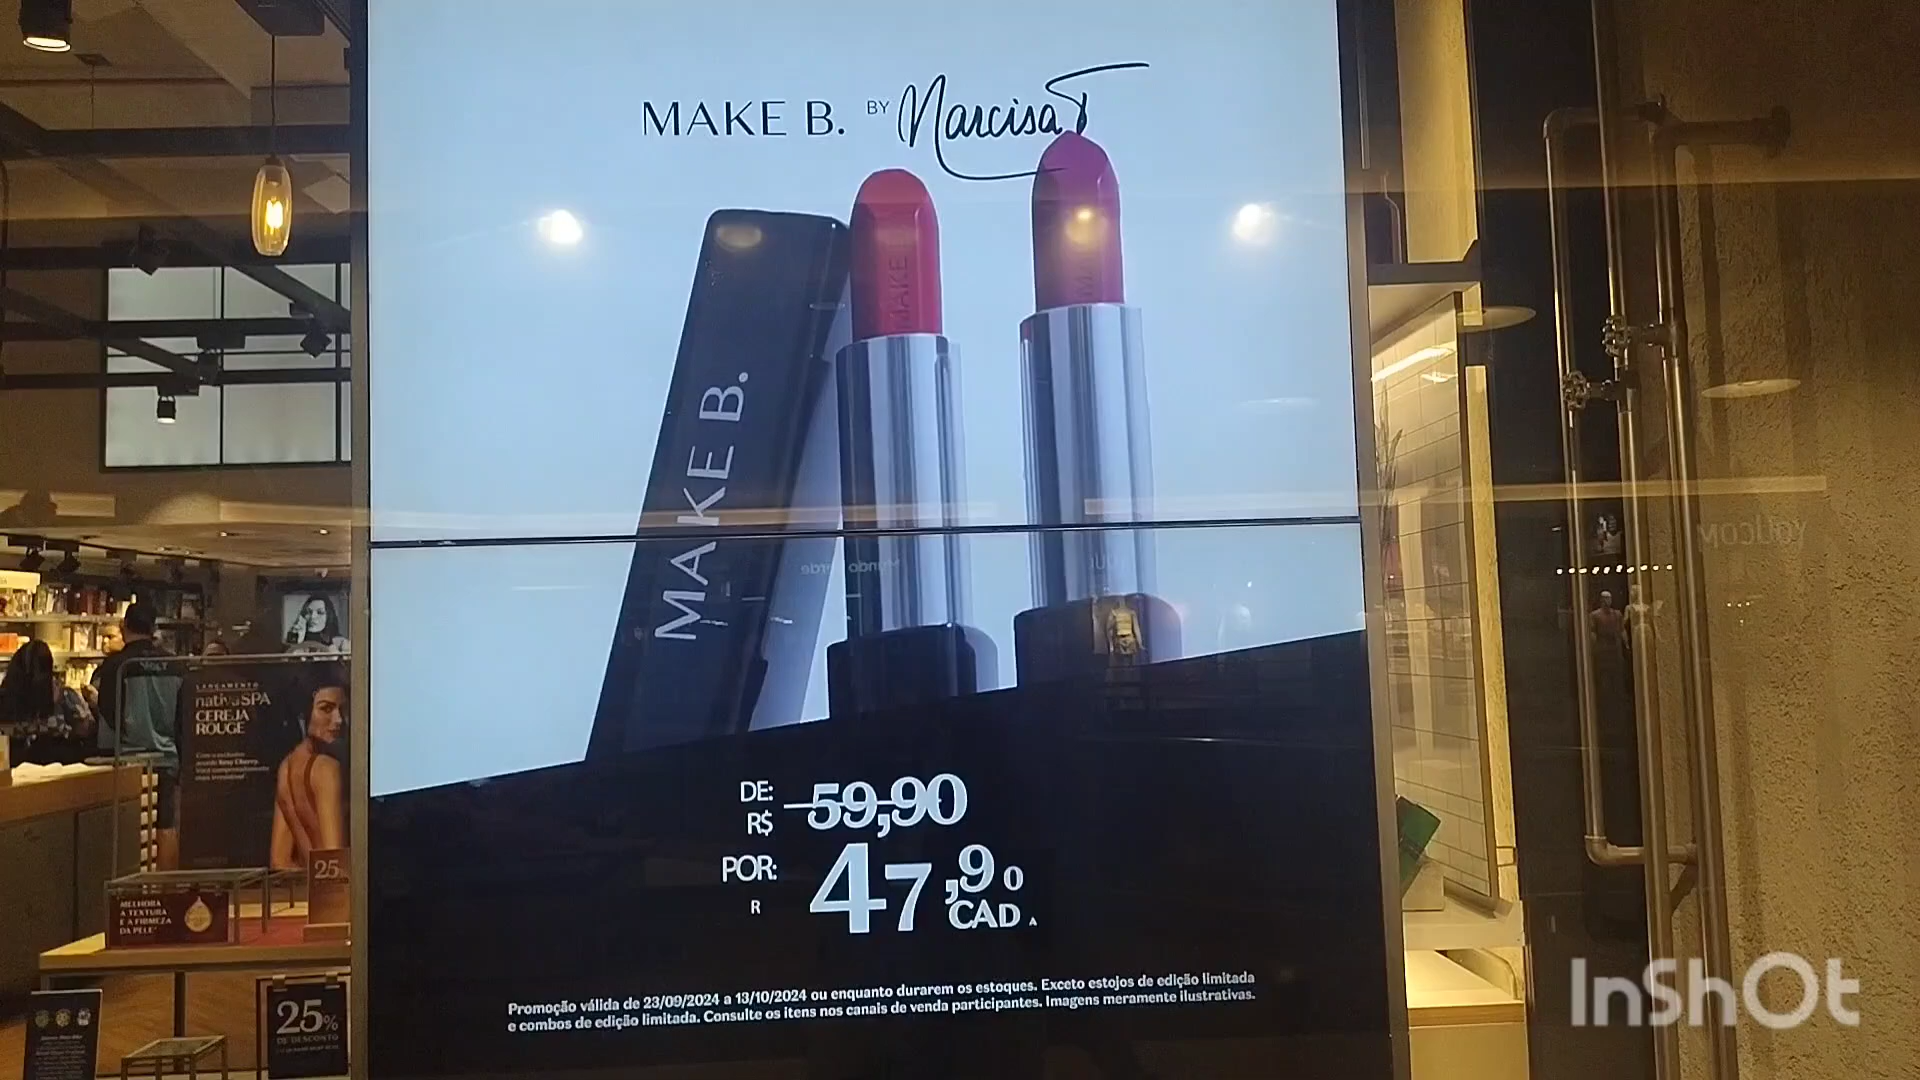 MAKE B. BY Narcisa T
MAKE
MAKE B.
DE:
R$ 59,90
POR:
R 47,90
CAD A
Promoção válida de 23/09/2024 a 13/10/2024 ou enquanto durarem os estoques. Exceto estojos de edição limitada
e combos de edição limitada. Consulte os itens nos canais de venda participantes. Imagens meramente ilustrativas.
LANÇAMENTO
nativa SPA
CEREJA
ROUGE
25
MELHORA
A TEXTURA
E A FIRMEZA
DA PELE*
25%
DE DESCONTO
InShOt